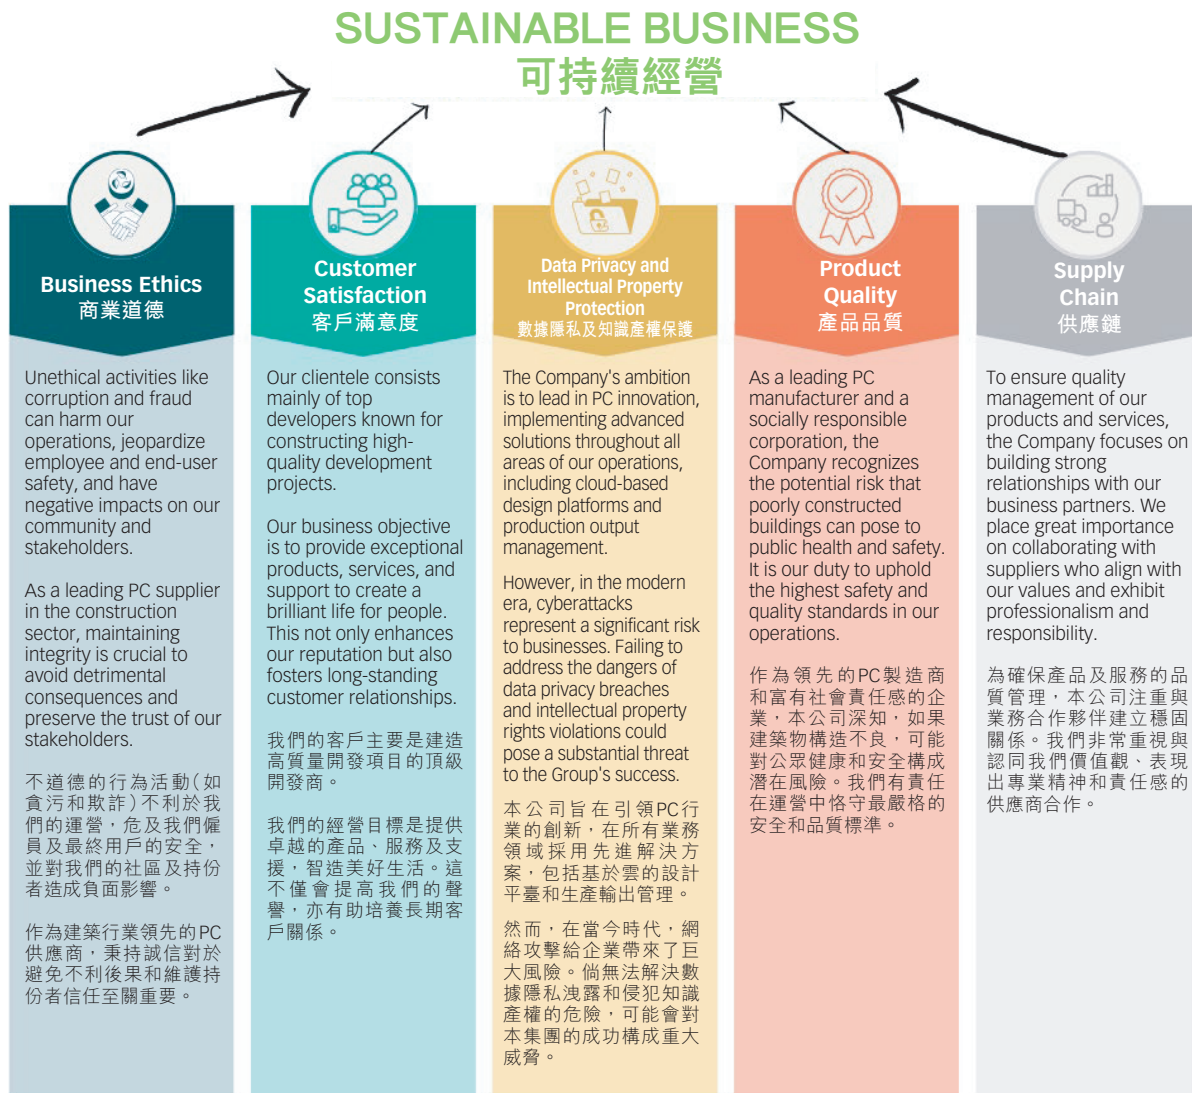 SUSTAINABLE BUSINESS
可持續經營
Business Ethics
商業道德
Unethical activities like
corruption and fraud
can harm our
operations, jeopardize
employee and end-user
safety, and have
negative impacts on our
community and
stakeholders.
As a leading PC supplier
in the construction
sector, maintaining
integrity is crucial to
avoid detrimental
consequences and
preserve the trust of our
stakeholders.
不道德的行為活動(如
貪污和欺詐)不利於我
們的運營，危及我們僱
員及最終用戶的安全，
並對我們的社區及持份
者造成負面影響。
作為建築行業領先的PC
供應商，秉持誠信對於
避免不利後果和維護持
份者信任至關重要。
Customer
Satisfaction
客戶滿意度
Our clientele consists
mainly of top
developers known for
constructing high-
quality development
projects.
Our business objective
is to provide exceptional
products, services, and
support to create a
brilliant life for people.
This not only enhances
our reputation but also
fosters long-standing
customer relationships.
我們的客戶主要是建造
高質量開發項目的頂級
開發商。
我們的經營目標是提供
卓越的產品、服務及支
援，智造美好生活。這
不僅會提高我們的聲
譽，亦有助培養長期客
戶關係。
Data Privacy and
Intellectual Property
Protection
數據隱私及知識產權保護
The Company's ambition
is to lead in PC innovation,
implementing advanced
solutions throughout all
areas of our operations,
including cloud-based
design platforms and
production output
management.
However, in the modern
era, cyberattacks
represent a significant risk
to businesses. Failing to
address the dangers of
data privacy breaches
and intellectual property
rights violations could
pose a substantial threat
to the Group's success.
本公司旨在引領PC行
業的創新，在所有業務
領域採用先進解決方
案，包括基於雲的設計
平臺和生產輸出管理。
然而，在當今時代，網
絡攻擊給企業帶來了巨
大風險。倘無法解決數
據隱私洩露和侵犯知識
產權的危險，可能會對
本集團的成功構成重大
威脅。
Product
Quality
產品品質
As a leading PC
manufacturer and a
socially responsible
corporation, the
Company recognizes
the potential risk that
poorly constructed
buildings can pose to
public health and safety.
It is our duty to uphold
the highest safety and
quality standards in our
operations.
作為領先的PC製造商
和富有社會責任感的企
業，本公司深知，如果
建築物構造不良，可能
對公眾健康和安全構成
潛在風險。我們有責任
在運營中恪守最嚴格的
安全和品質標準。
Supply
Chain
供應鏈
To ensure quality
management of our
products and services,
the Company focuses on
building strong
relationships with our
business partners. We
place great importance
on collaborating with
suppliers who align with
our values and exhibit
professionalism and
responsibility.
為確保產品及服務的品
質管理，本公司注重與
業務合作夥伴建立穩固
關係。我們非常重視與
認同我們價值觀、表現
出專業精神和責任感的
供應商合作。